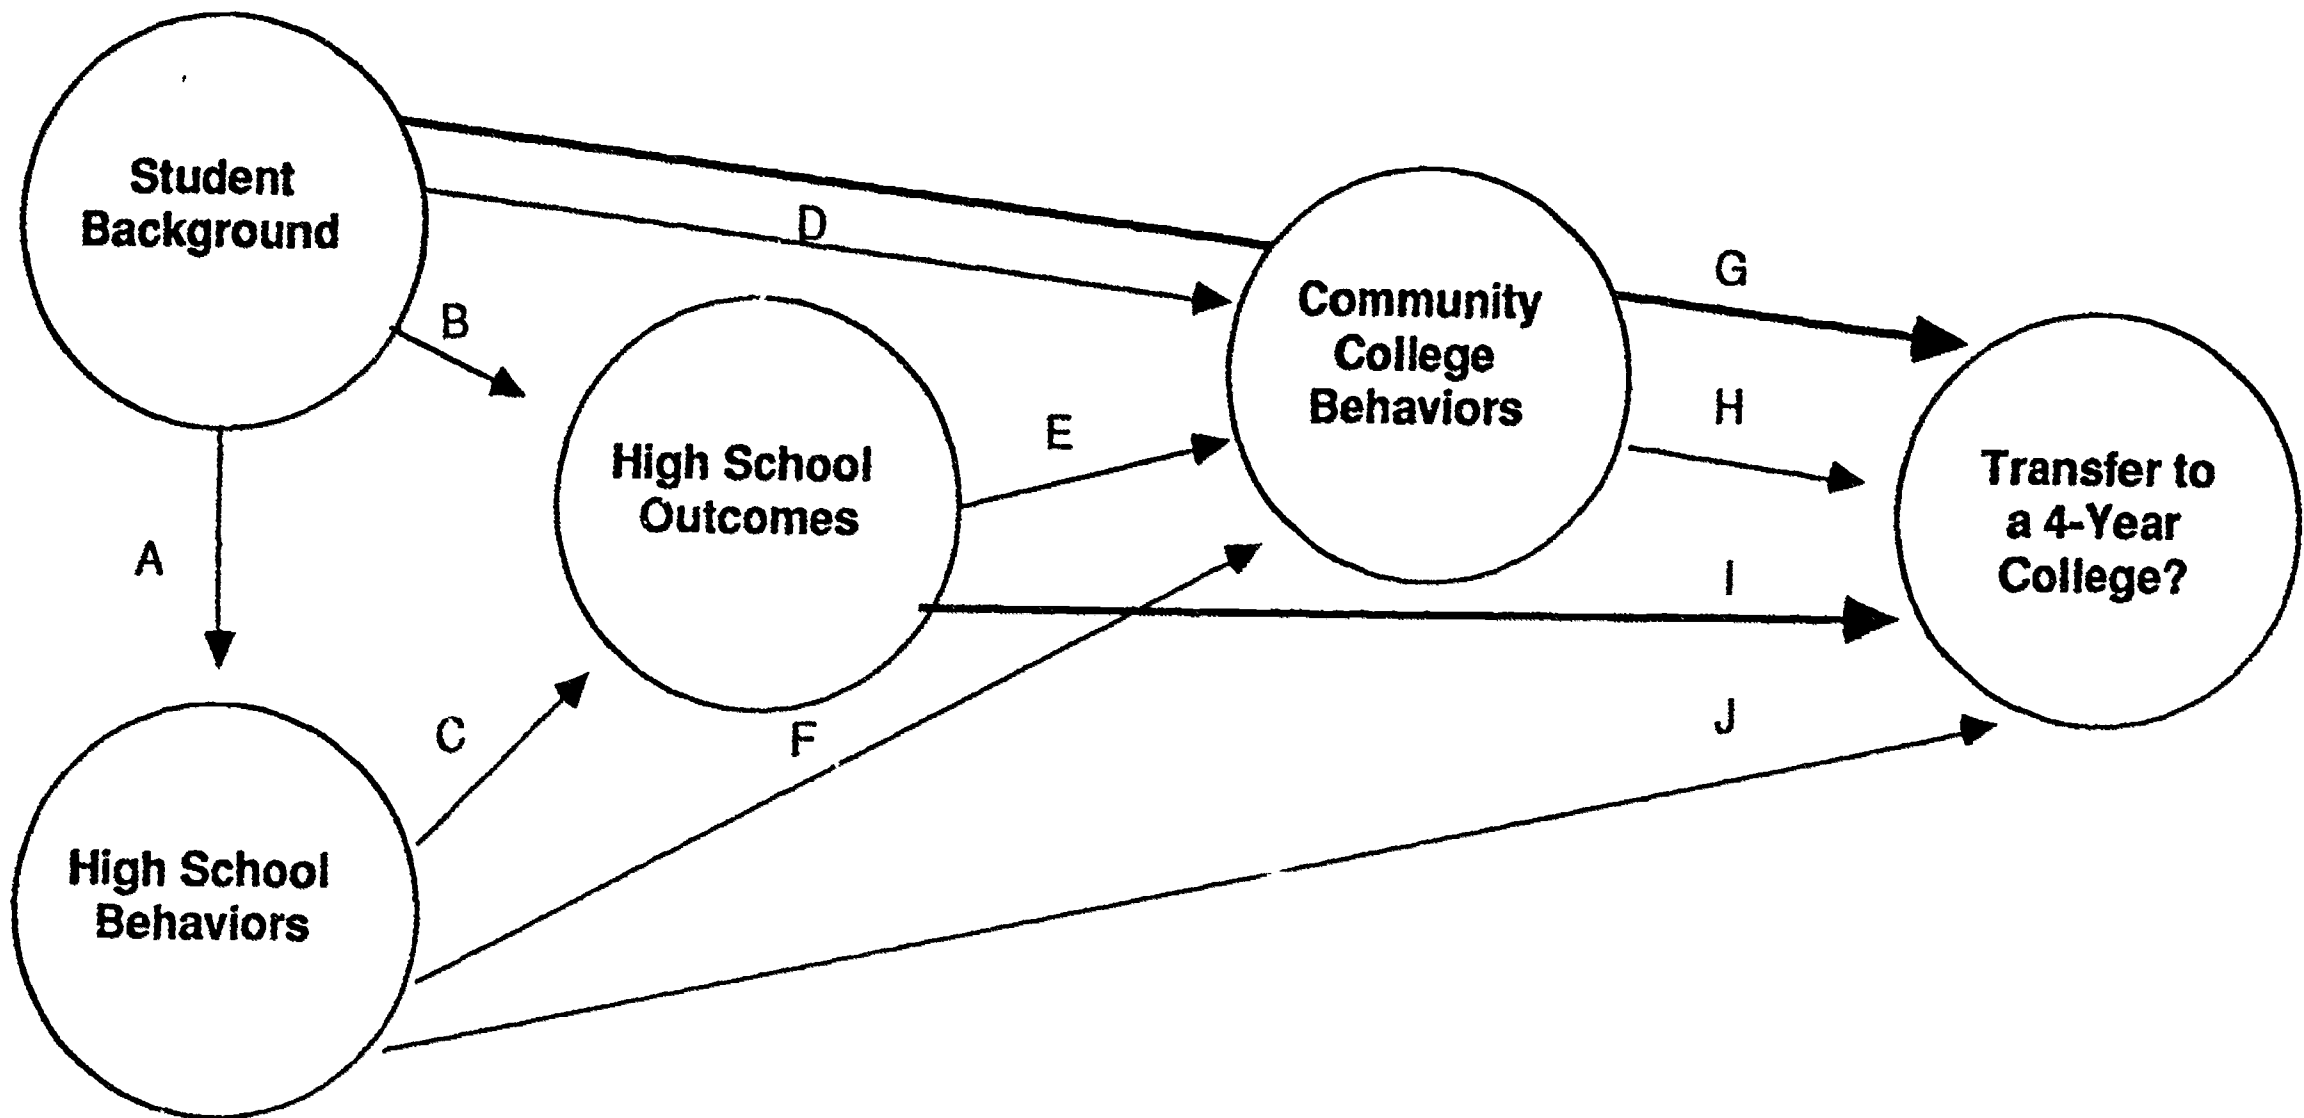 Student
Background
D
B
G
Community
College
Behaviors
H
E
High School
Outcomes
Transfer to
a 4-Year
College?
A
I
C
F
J
High School
Behaviors